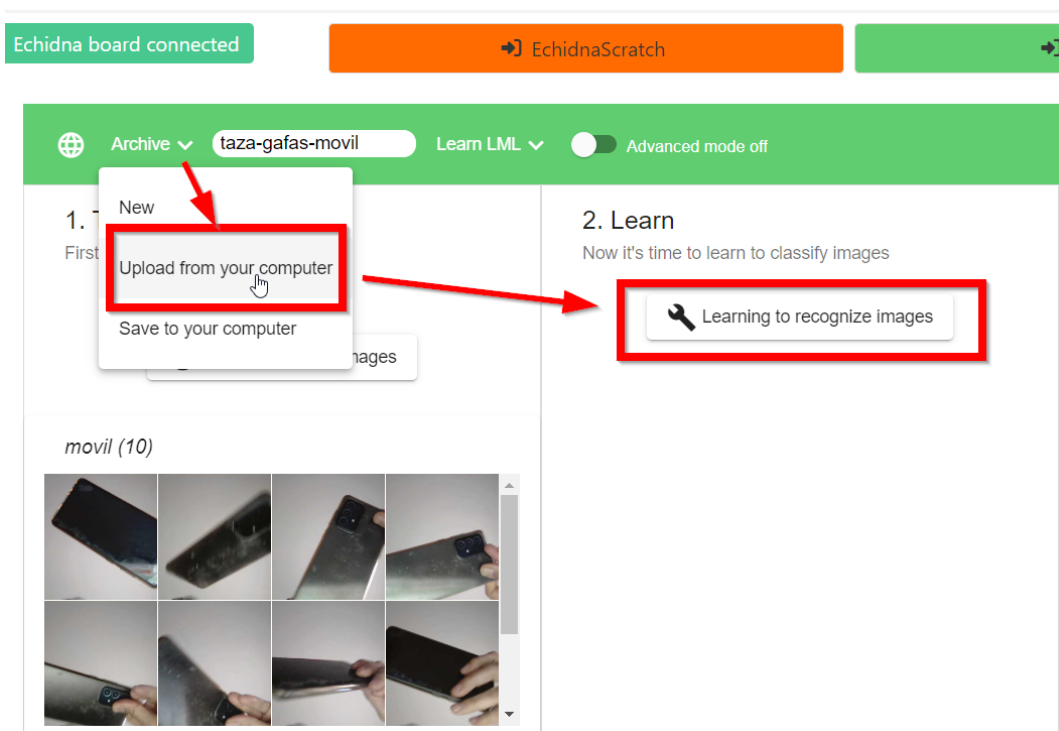 Echidna board connected
EchidnaScratch
Archive
taza-gafas-movil
Learn LML
Advanced mode off
New
Upload from your computer
Save to your computer
1.
First
2. Learn
Now it's time to learn to classify images
Learning to recognize images
movil (10)